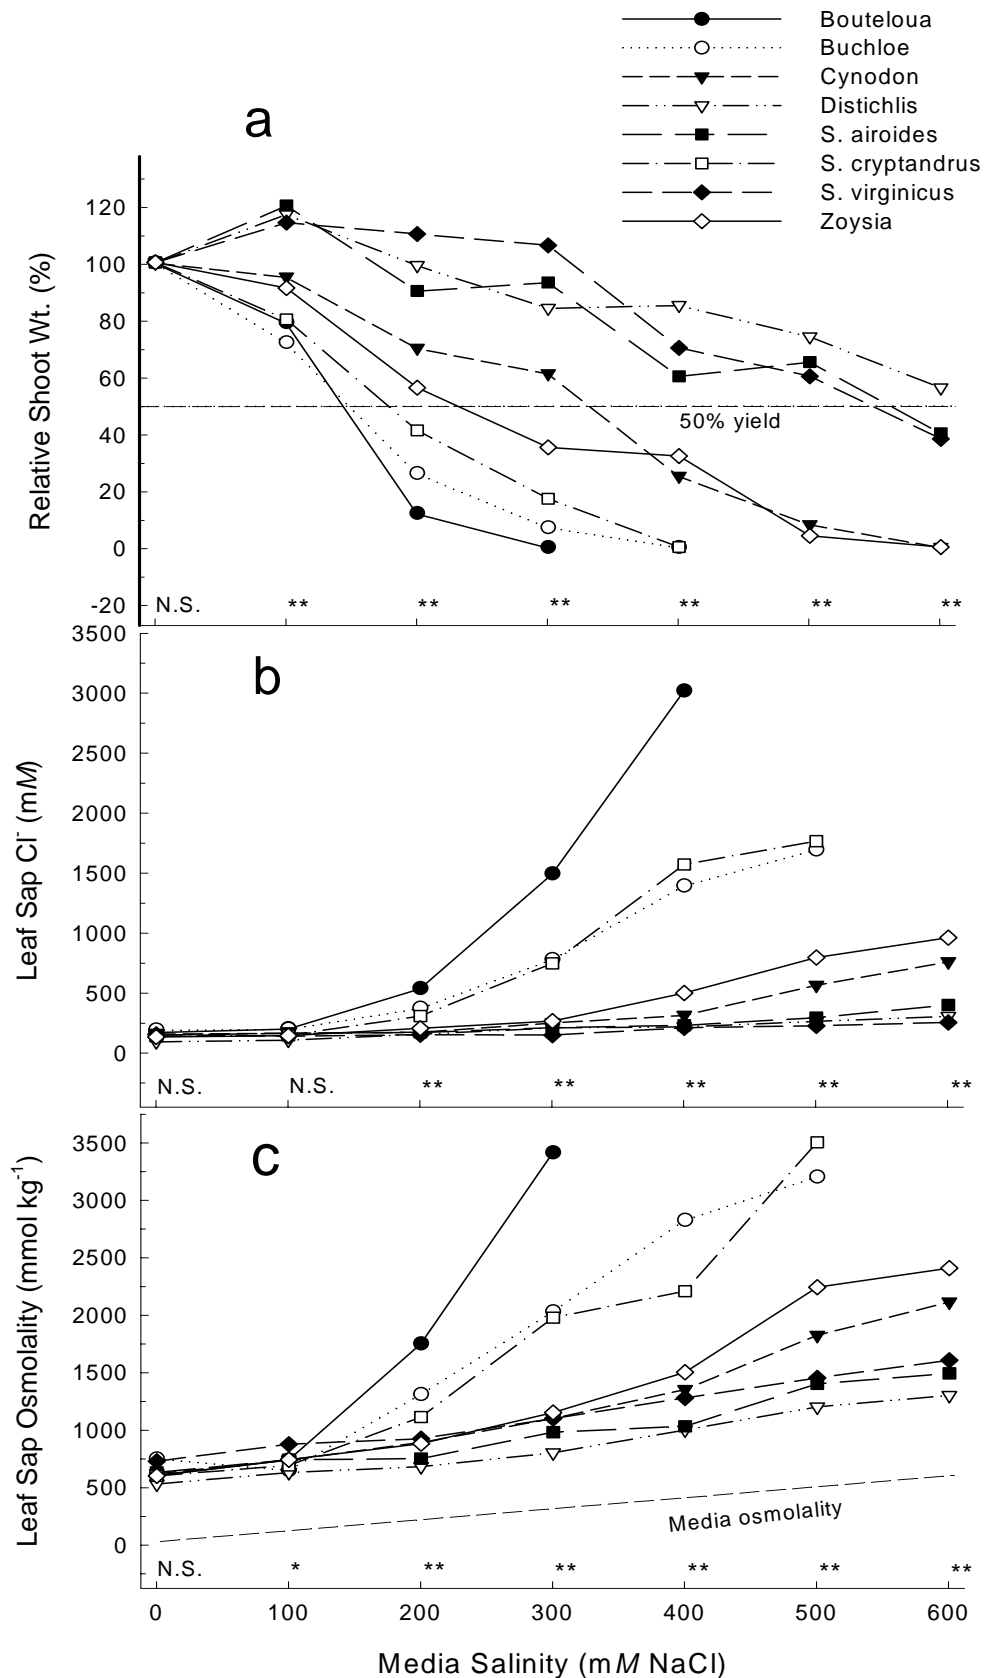 Bouteloua
Buchloe
Cynodon
Distichlis
S. airoides
S. cryptandrus
S. virginicus
Zoysia
a
Relative Shoot Wt. (%)
120
100
80
60
40
20
0
-20
50% yield
N.S. ** ** ** ** ** **
b
Leaf Sap Cl- (mM)
3500
3000
2500
2000
1500
1000
500
0
N.S. N.S. ** ** ** ** **
c
Leaf Sap Osmolality (mmol kg-1)
3500
3000
2500
2000
1500
1000
500
0
Media osmolality
N.S. * ** ** ** ** **
0 100 200 300 400 500 600
Media Salinity (mM NaCl)